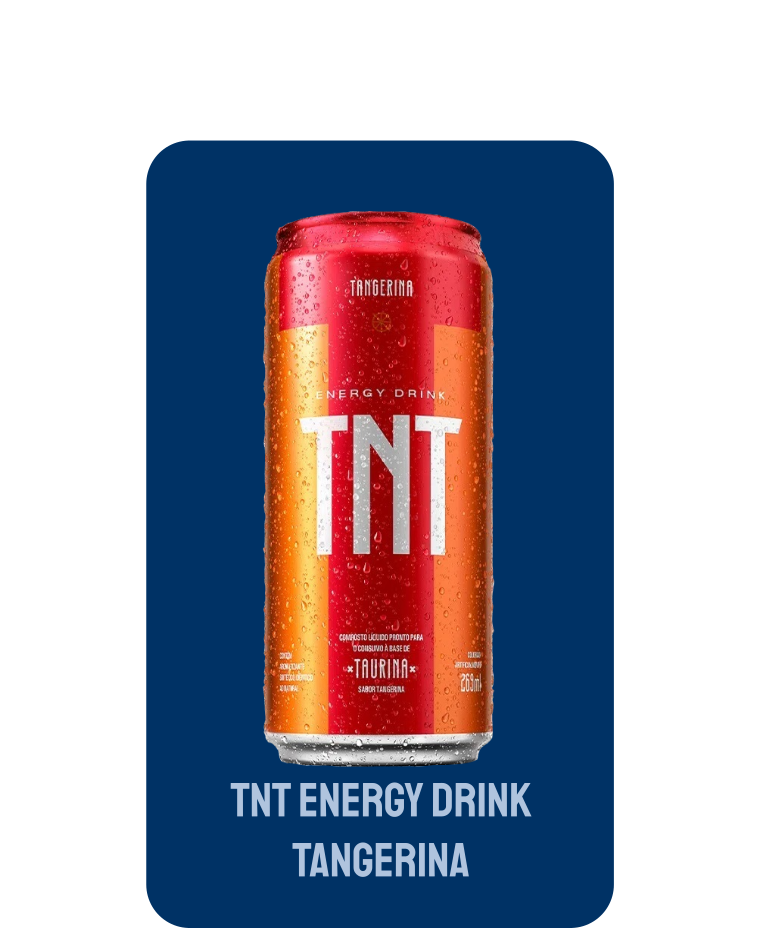 TANGERINA
ENERGY DRINK
TNT
COMPOSTO LÍQUIDO PRONTO PARA
O CONSUMO À BASE DE
TAURINA
SABOR TANGERINA
269ml
TNT ENERGY DRINK
TANGERINA